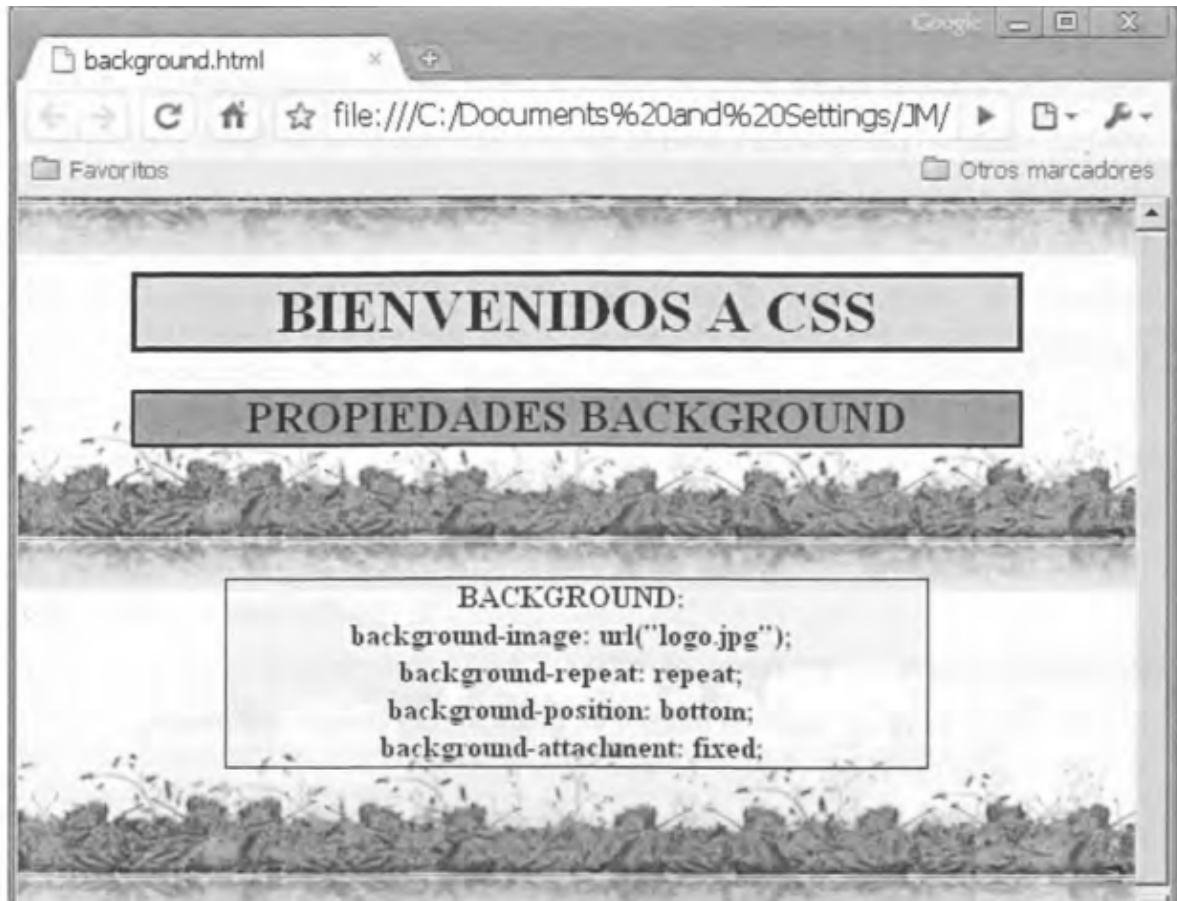 Google
background.html
file:///C:/Documents%20and%20Settings/JM/
Favoritos
Otros marcadores
BIENVENIDOS A CSS
PROPIEDADES BACKGROUND
BACKGROUND:
background-image: url("logo.jpg");
background-repeat: repeat;
background-position: bottom;
background-attachment: fixed;